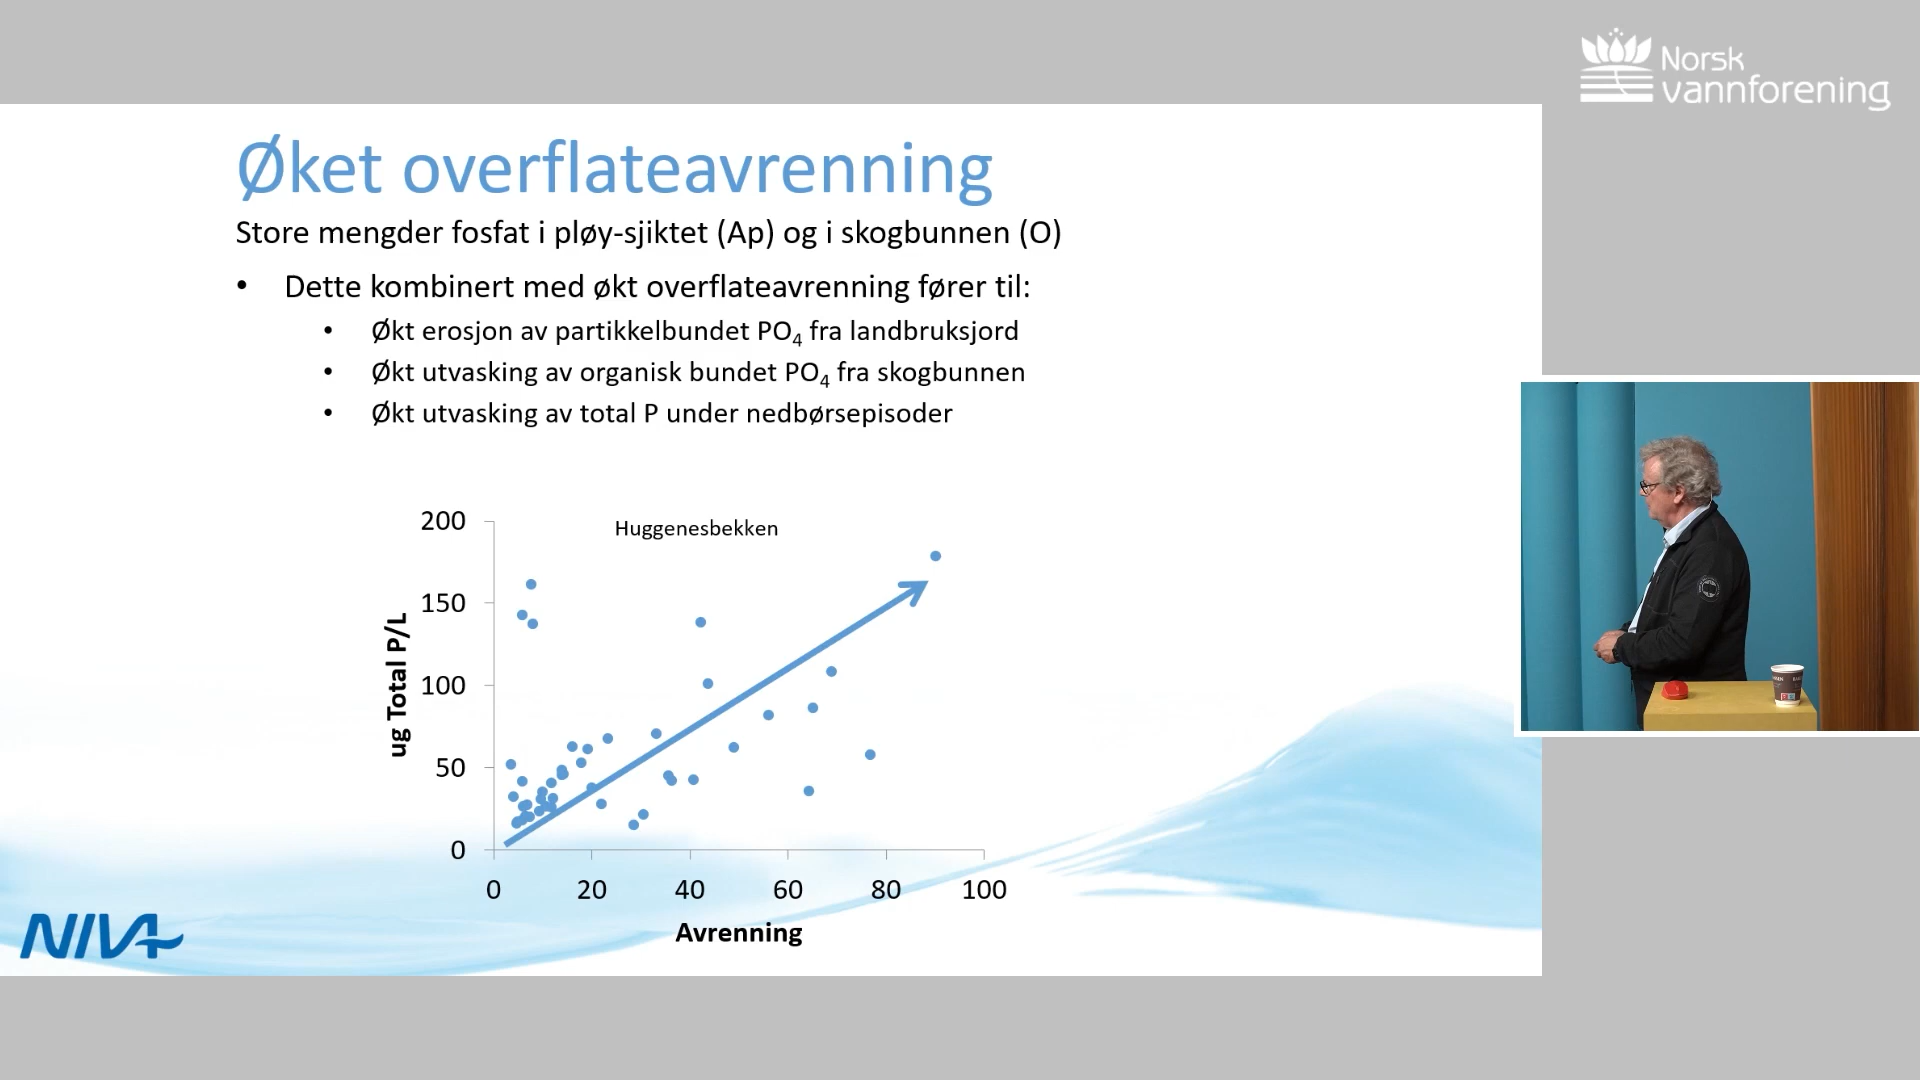 Norsk
vannforening
Øket overflateavrenning
Store mengder fosfat i pløy-sjiktet (Ap) og i skogbunnen (O)
• Dette kombinert med økt overflateavrenning fører til:
• Økt erosjon av partikkelbundet PO4 fra landbruksjord
• Økt utvasking av organisk bundet PO4 fra skogbunnen
• Økt utvasking av total P under nedbørsepisoder
Huggenesbekken
ug Total P/L
200
150
100
50
0
0 20 40 60 80 100
Avrenning
NIVA